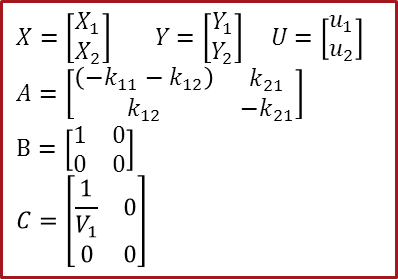 X = [X₁ X₂] Y = [Y₁ Y₂] U = [u₁ u₂]
A = [(−k₁₁ − k₁₂) k₂₁
k₁₂ −k₂₁]
B = [1 0
0 0]
C = [1/V₁ 0
0 0]